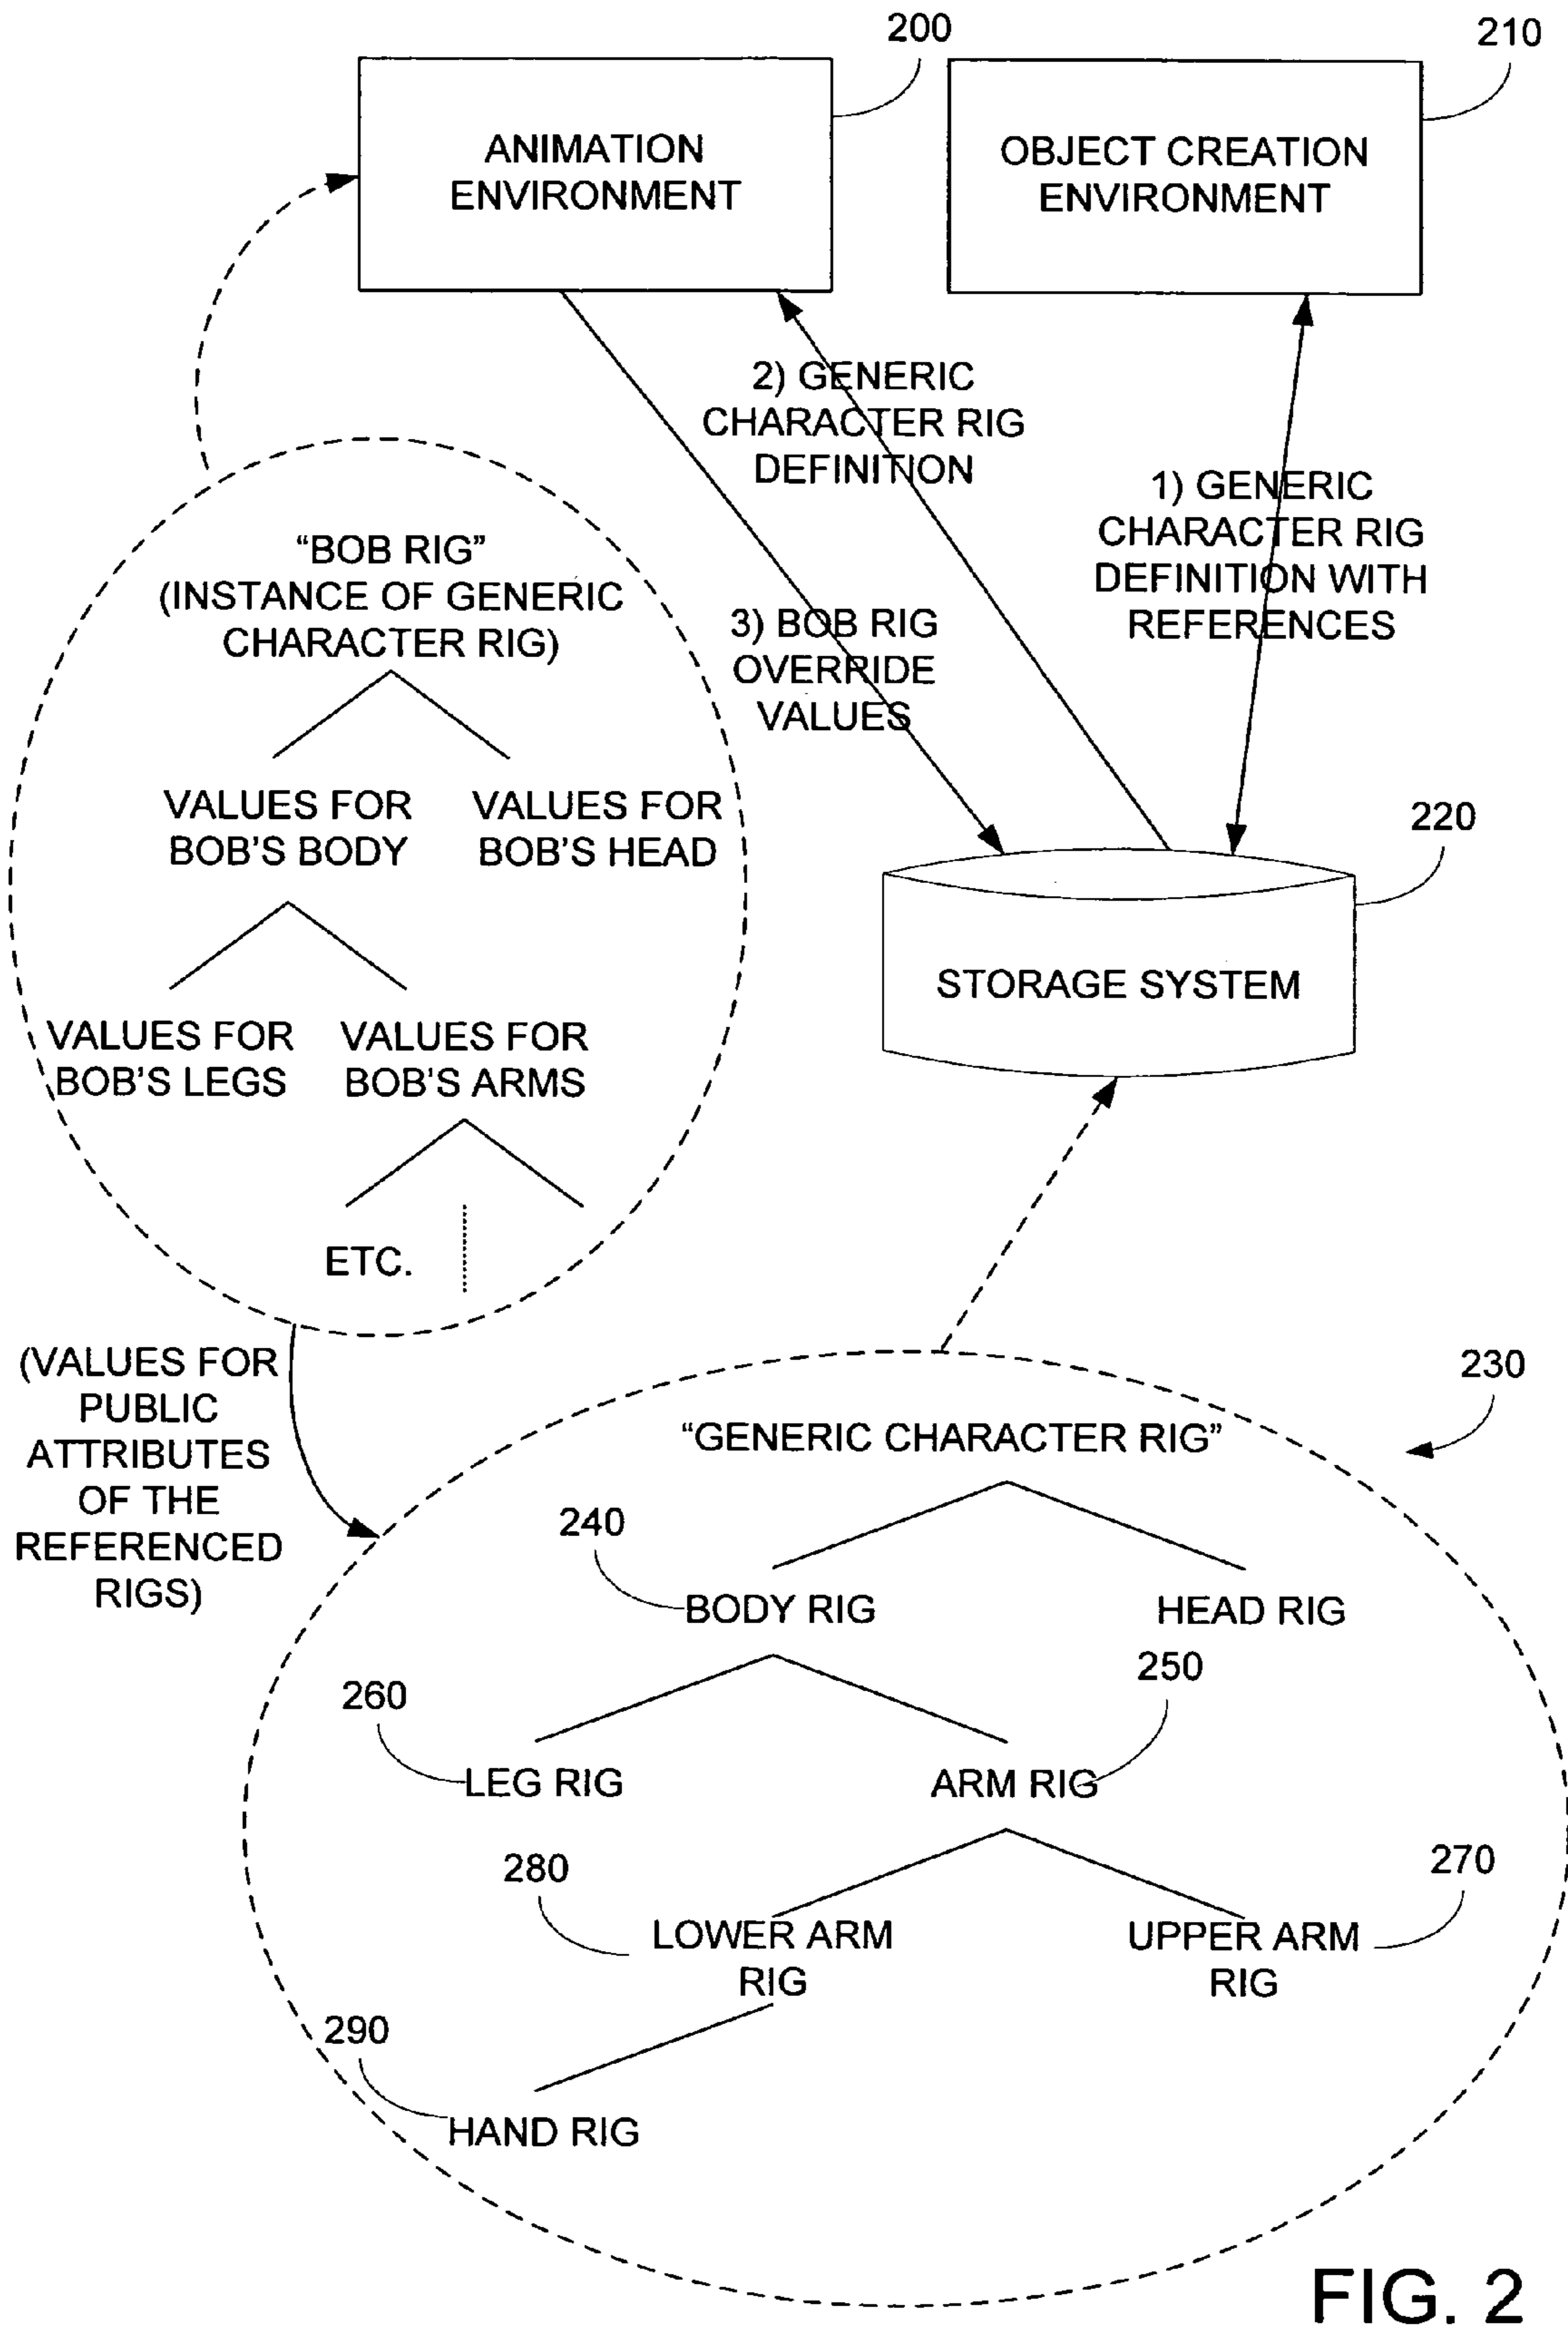 200
210
ANIMATION
ENVIRONMENT
OBJECT CREATION
ENVIRONMENT
2) GENERIC
CHARACTER RIG
DEFINITION
1) GENERIC
CHARACTER RIG
DEFINITION WITH
REFERENCES
3) BOB RIG
OVERRIDE
VALUES
“BOB RIG”
(INSTANCE OF GENERIC
CHARACTER RIG)
VALUES FOR
BOB’S BODY
VALUES FOR
BOB’S HEAD
VALUES FOR
BOB’S LEGS
VALUES FOR
BOB’S ARMS
ETC.
220
STORAGE SYSTEM
(VALUES FOR
PUBLIC
ATTRIBUTES
OF THE
REFERENCED
RIGS)
230
“GENERIC CHARACTER RIG”
240
BODY RIG
HEAD RIG
260
LEG RIG
250
ARM RIG
280
LOWER ARM
RIG
270
UPPER ARM
RIG
290
HAND RIG
FIG. 2